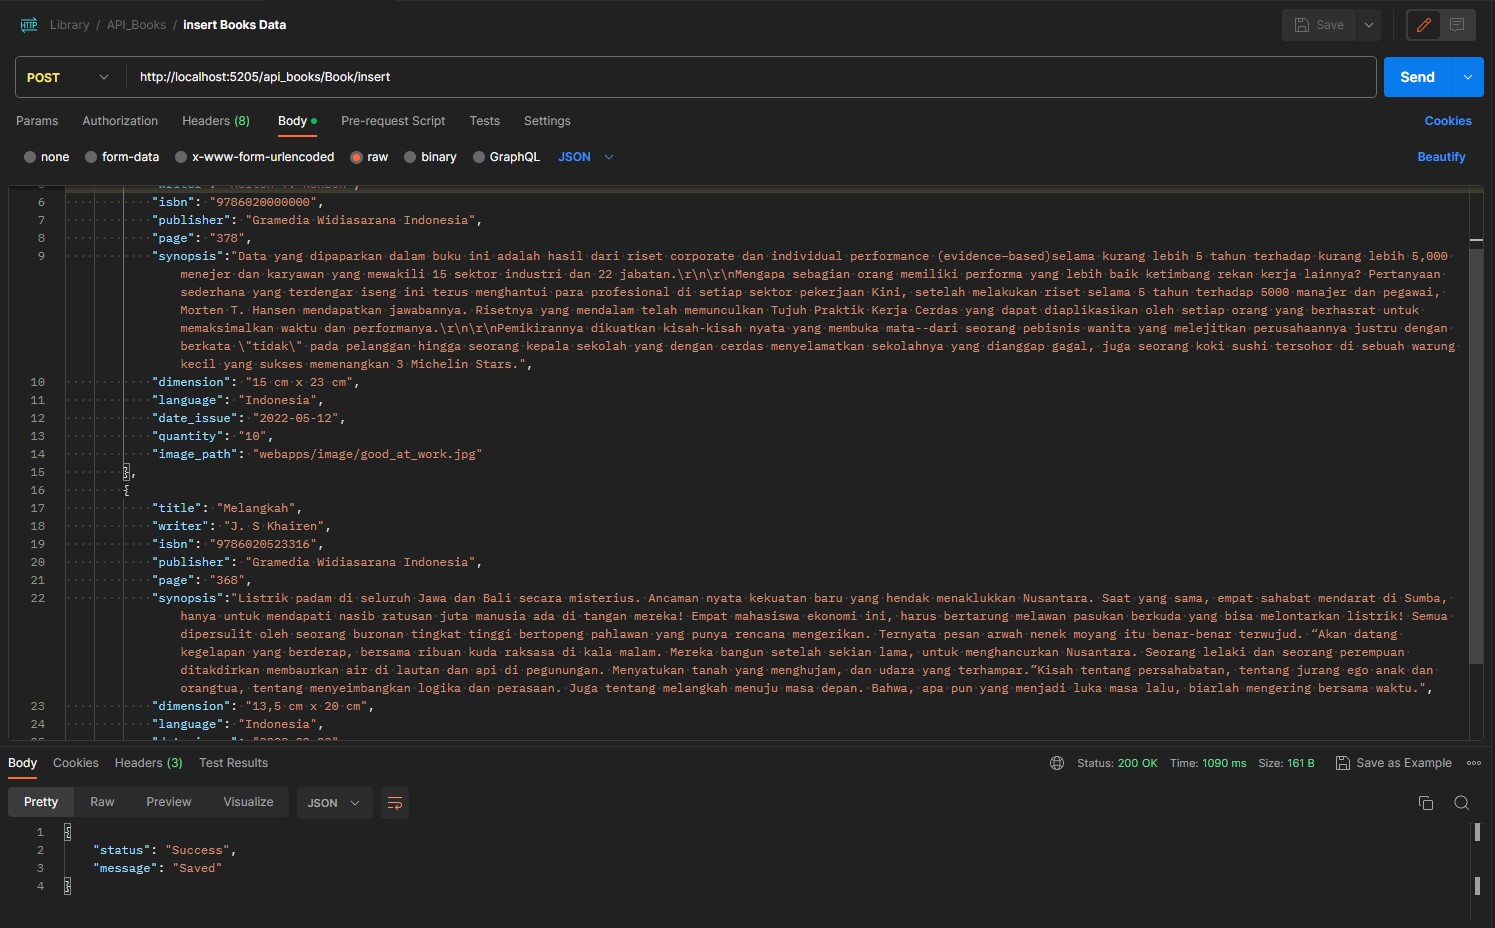 HTTP Library / API_Books / insert Books Data Save
POST http://localhost:5205/api_books/Book/insert Send
Params Authorization Headers (8) Body Pre-request Script Tests Settings Cookies
none form-data x-www-form-urlencoded raw binary GraphQL JSON Beautify
6 "isbn": "9786020000000",
7 "publisher": "Gramedia Widiasarana Indonesia",
8 "page": "378",
9 "synopsis":"Data yang dipaparkan dalam buku ini adalah hasil dari riset corporate dan individual performance (evidence-based)selama kurang lebih 5 tahun terhadap kurang lebih 5,000
menejer dan karyawan yang mewakili 15 sektor industri dan 22 jabatan.\r\n\r\nMengapa sebagian orang memiliki performa yang lebih baik ketimbang rekan kerja lainnya? Pertanyaan
sederhana yang terdengar iseng ini terus menghantui para profesional di setiap sektor pekerjaan Kini, setelah melakukan riset selama 5 tahun terhadap 5000 manajer dan pegawai,
Morten T. Hansen mendapatkan jawabannya. Risetnya yang mendalam telah memunculkan Tujuh Praktik Kerja Cerdas yang dapat diaplikasikan oleh setiap orang yang berhasrat untuk
memaksimalkan waktu dan performanya.\r\n\r\nPemikirannya dikuatkan kisah-kisah nyata yang membuka mata--dari seorang pebisnis wanita yang melejitkan perusahaannya justru dengan
berkata \"tidak\" pada pelanggan hingga seorang kepala sekolah yang dengan cerdas menyelamatkan sekolahnya yang dianggap gagal, juga seorang koki sushi tersohor di sebuah warung
kecil yang sukses memenangkan 3 Michelin Stars.",
10 "dimension": "15 cm x 23 cm",
11 "language": "Indonesia",
12 "date_issue": "2022-05-12",
13 "quantity": "10",
14 "image_path": "webapps/image/good_at_work.jpg"
15 },
16 {
17 "title": "Melangkah",
18 "writer": "J. S Khairen",
19 "isbn": "9786020523316",
20 "publisher": "Gramedia Widiasarana Indonesia",
21 "page": "368",
22 "synopsis":"Listrik padam di seluruh Jawa dan Bali secara misterius. Ancaman nyata kekuatan baru yang hendak menaklukkan Nusantara. Saat yang sama, empat sahabat mendarat di Sumba,
hanya untuk mendapati nasib ratusan juta manusia ada di tangan mereka! Empat mahasiswa ekonomi ini, harus bertarung melawan pasukan berkuda yang bisa melontarkan listrik! Semua
dipersulit oleh seorang buronan tingkat tinggi bertopeng pahlawan yang punya rencana mengerikan. Ternyata pesan arwah nenek moyang itu benar-benar terwujud. “Akan datang
kegelapan yang berderap, bersama ribuan kuda raksasa di kala malam. Mereka bangun setelah sekian lama, untuk menghancurkan Nusantara. Seorang lelaki dan seorang perempuan
ditakdirkan membaurkan air di lautan dan api di pegunungan. Menyatukan tanah yang menghujam, dan udara yang terhampar.”Kisah tentang persahabatan, tentang jurang ego anak dan
orangtua, tentang menyeimbangkan logika dan perasaan. Juga tentang melangkah menuju masa depan. Bahwa, apa pun yang menjadi luka masa lalu, biarlah mengering bersama waktu.",
23 "dimension": "13,5 cm x 20 cm",
24 "language": "Indonesia",
Body Cookies Headers (3) Test Results Status: 200 OK Time: 1090 ms Size: 161 B Save as Example
Pretty Raw Preview Visualize JSON
1 {
2 "status": "Success",
3 "message": "Saved"
4 }